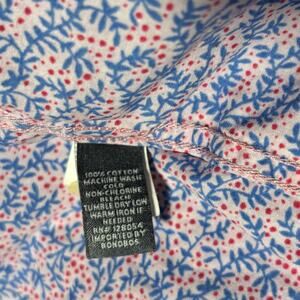 100% COTTON
MACHINE WASH
COLD
NON-CHLORINE
BLEACH
TUMBLE DRY LOW
WARM IRON IF
NEEDED
RN# 128054
IMPORTED BY
BONOBOS